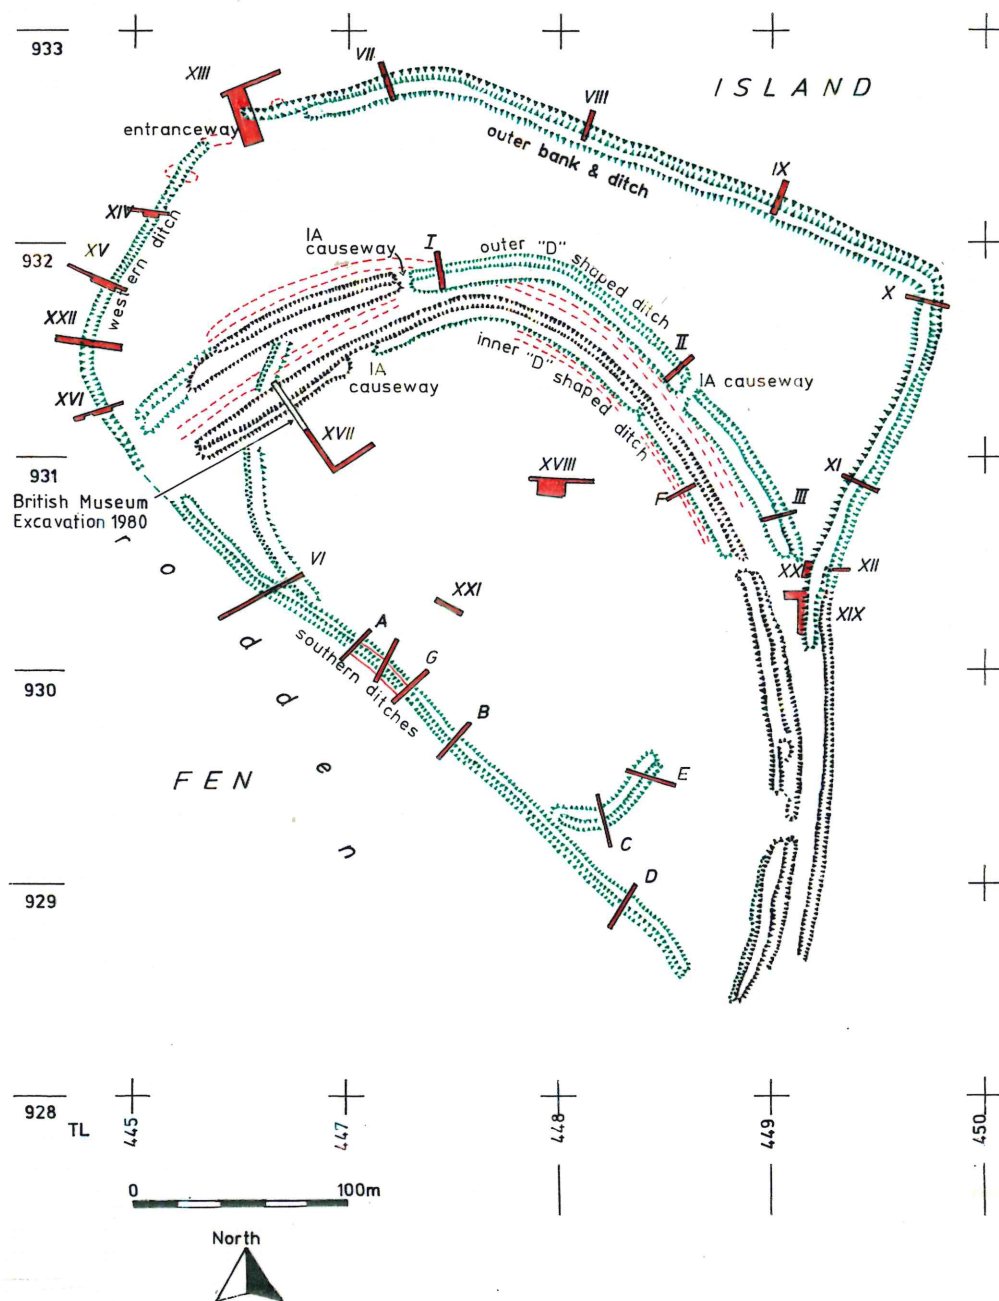 933
VII
XIII
ISLAND
VIII
entranceway
outer bank & ditch
IX
XIV
932
XV
western ditch
IA
causeway
I
outer "D"
shaped ditch
X
XXII
inner "D" shaped
ditch
II
IA causeway
IA
causeway
XVI
XVII
931
British Museum
Excavation 1980
XVIII
F
XI
III
rodden
VI
XXI
XXI
XII
XIX
A
southern ditches
G
930
B
FEN
E
C
D
929
928
TL
445
447
448
449
450
0 100m
North